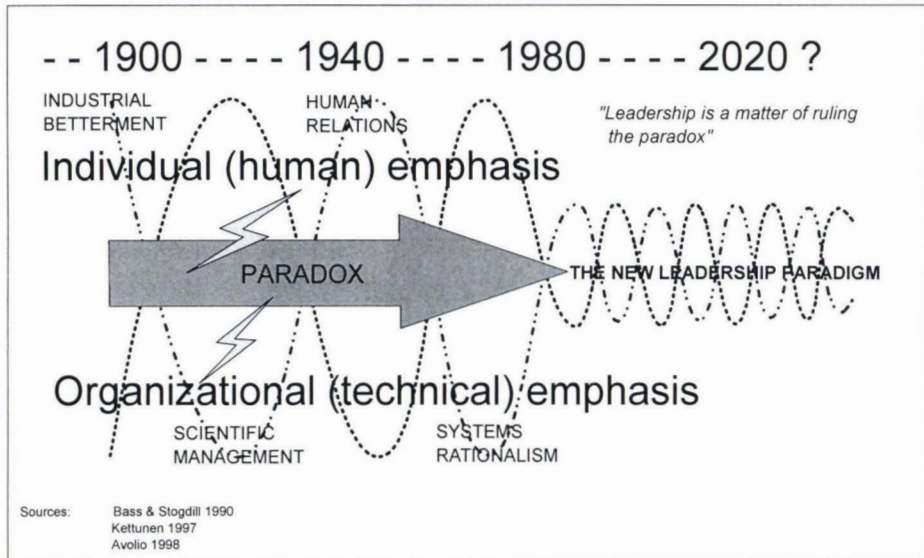 - - 1900 - - - - 1940 - - - - 1980 - - - - 2020 ?
INDUSTRIAL
BETTERMENT
HUMAN
RELATIONS
"Leadership is a matter of ruling
the paradox"
Individual (human) emphasis
PARADOX
THE NEW LEADERSHIP PARADIGM
Organizational (technical) emphasis
SCIENTIFIC
MANAGEMENT
SYSTEMS
RATIONALISM
Sources: Bass & Stogdill 1990
Kettunen 1997
Avolio 1998